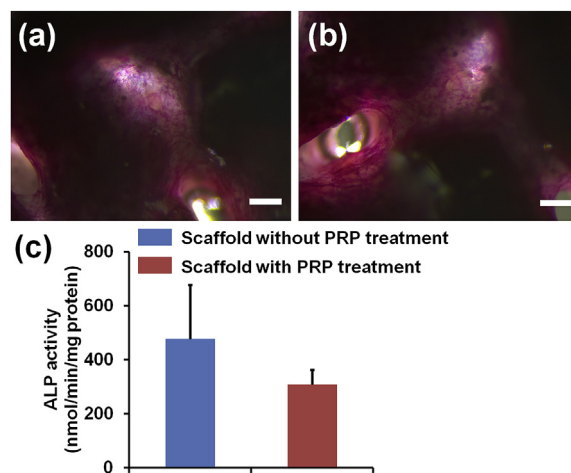 (a)
(b)
(c)
Scaffold without PRP treatment
Scaffold with PRP treatment
ALP activity
(nmol/min/mg protein)
800
600
400
200
0